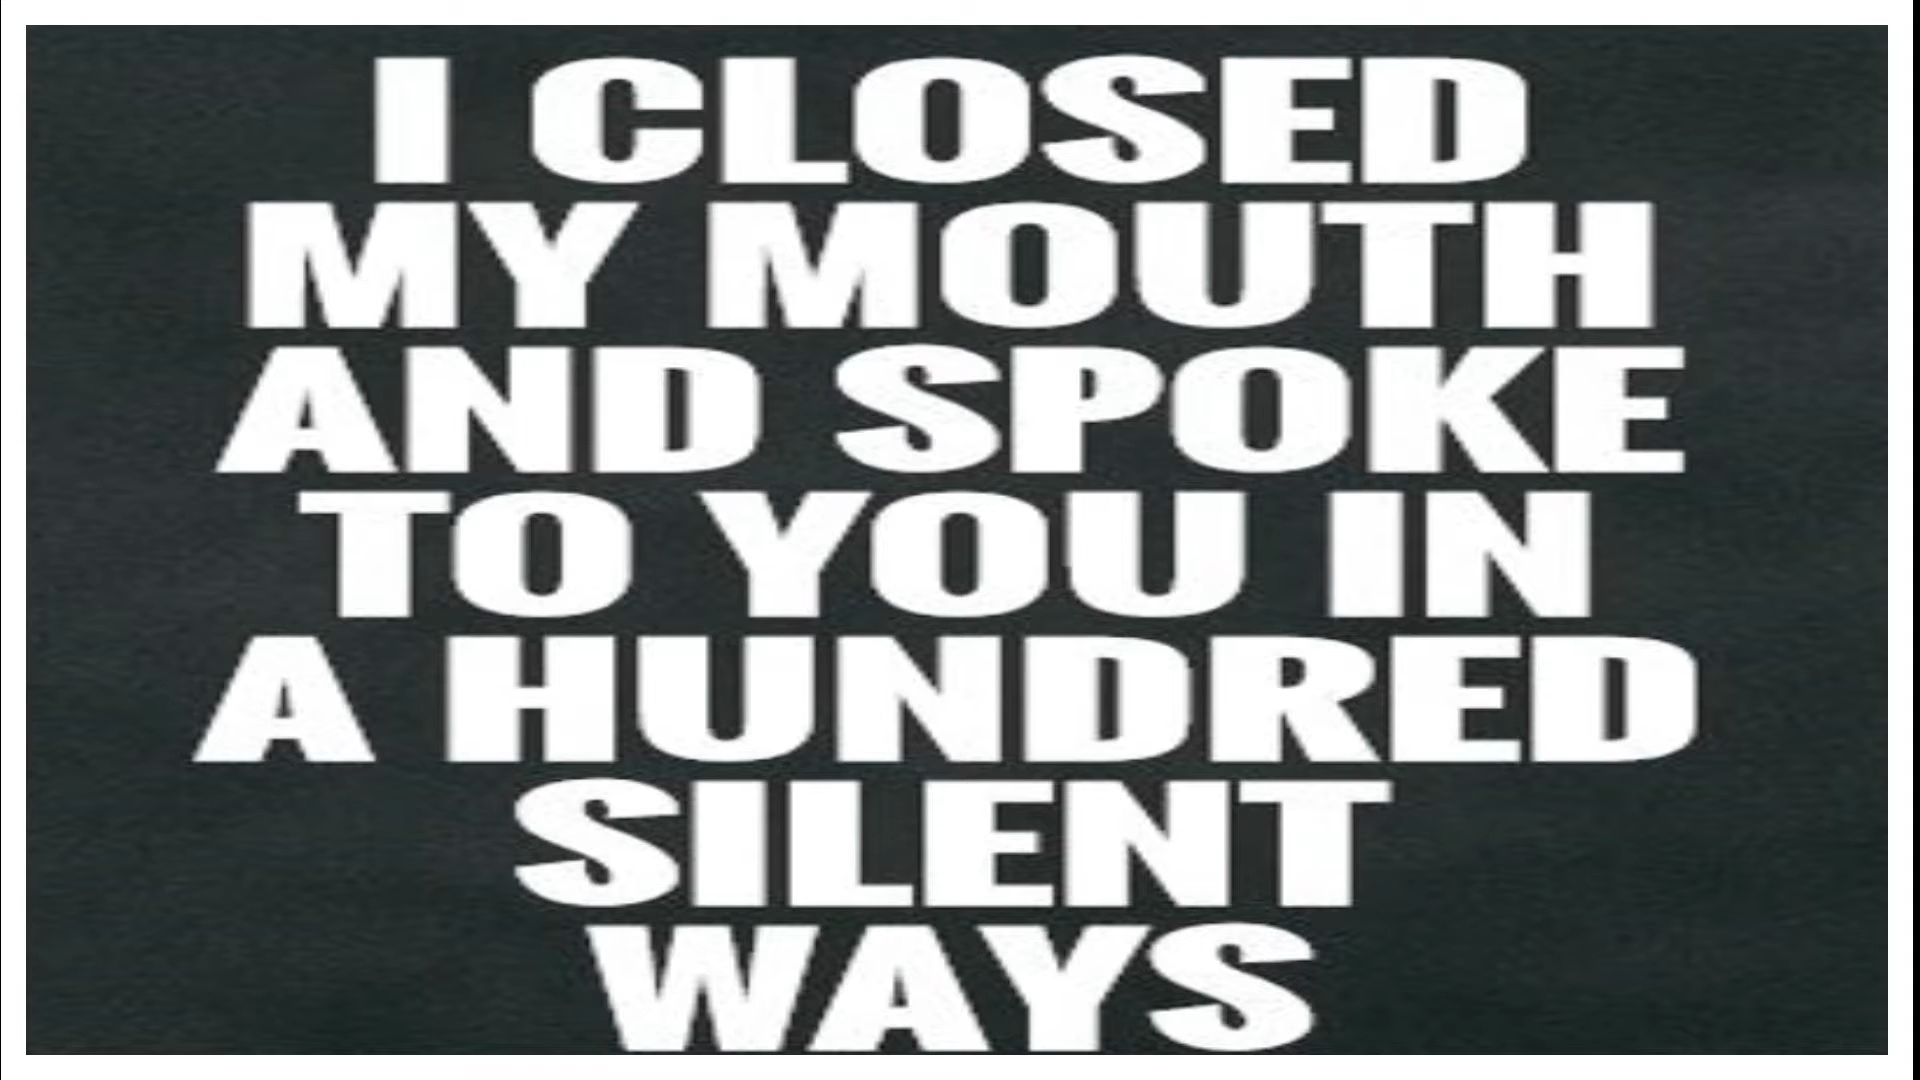 I CLOSED
MY MOUTH
AND SPOKE
TO YOU IN
A HUNDRED
SILENT
WAYS